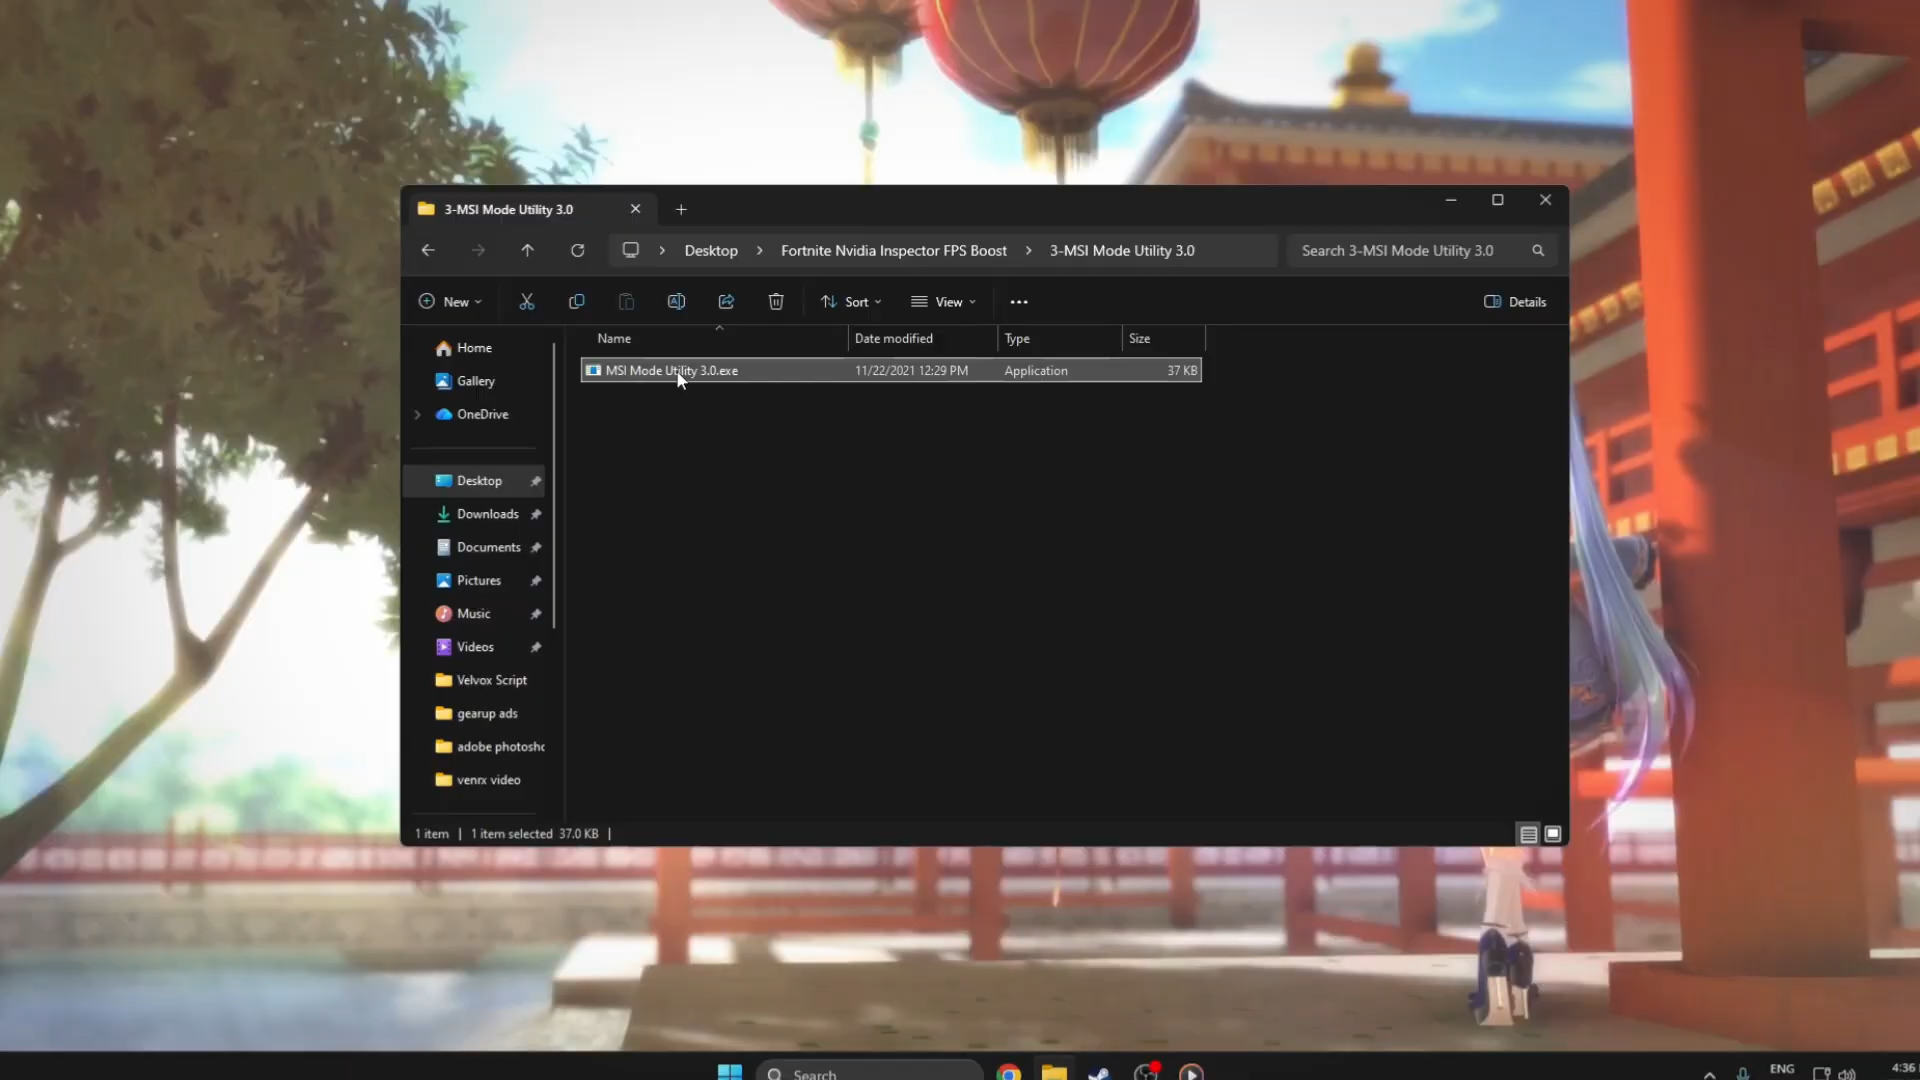 3-MSI Mode Utility 3.0
Desktop
Fortnite Nvidia Inspector FPS Boost
3-MSI Mode Utility 3.0
Search 3-MSI Mode Utility 3.0
New
Sort
View
Details
Name
Date modified
Type
Size
MSI Mode Utility 3.0.exe
11/22/2021 12:29 PM
Application
37 KB
Home
Gallery
OneDrive
Desktop
Downloads
Documents
Pictures
Music
Videos
Velvox Script
gearup ads
adobe photosho
venrx video
1 item
1 item selected 37.0 KB
Search
ENG
4:36